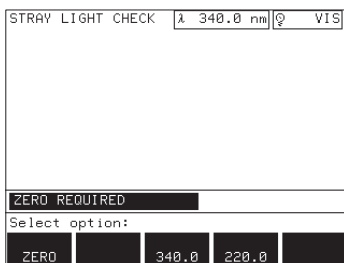 STRAY LIGHT CHECK λ 340.0 nm VIS
ZERO REQUIRED
Select option:
ZERO 340.0 220.0